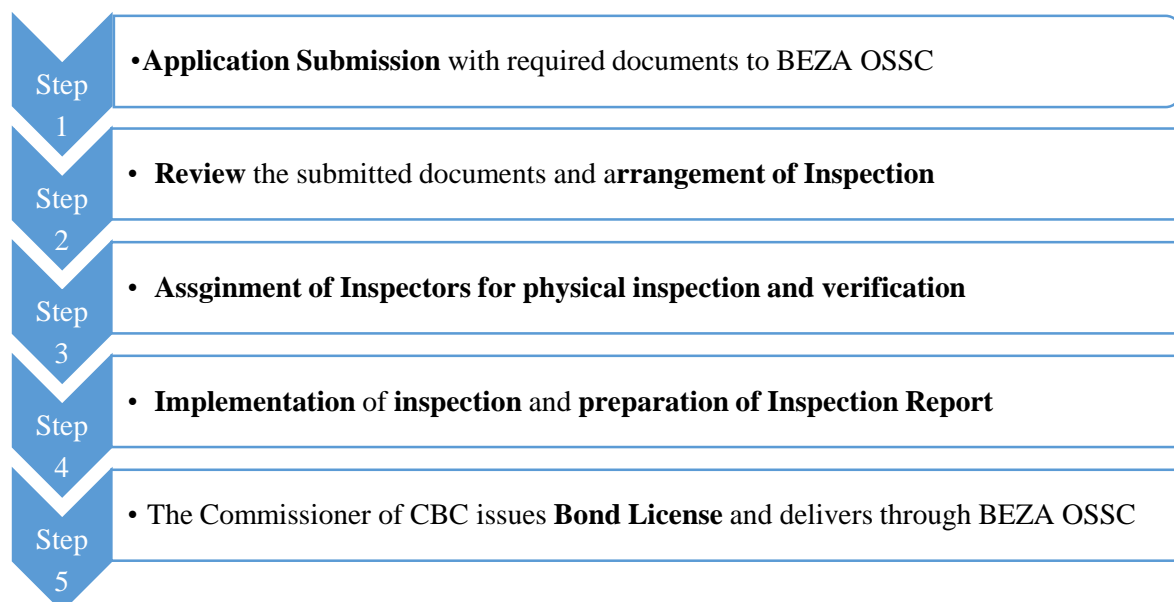 Step
1
•Application Submission with required documents to BEZA OSSC
Step
2
• Review the submitted documents and arrangement of Inspection
Step
3
• Assginment of Inspectors for physical inspection and verification
Step
4
• Implementation of inspection and preparation of Inspection Report
Step
5
• The Commissioner of CBC issues Bond License and delivers through BEZA OSSC